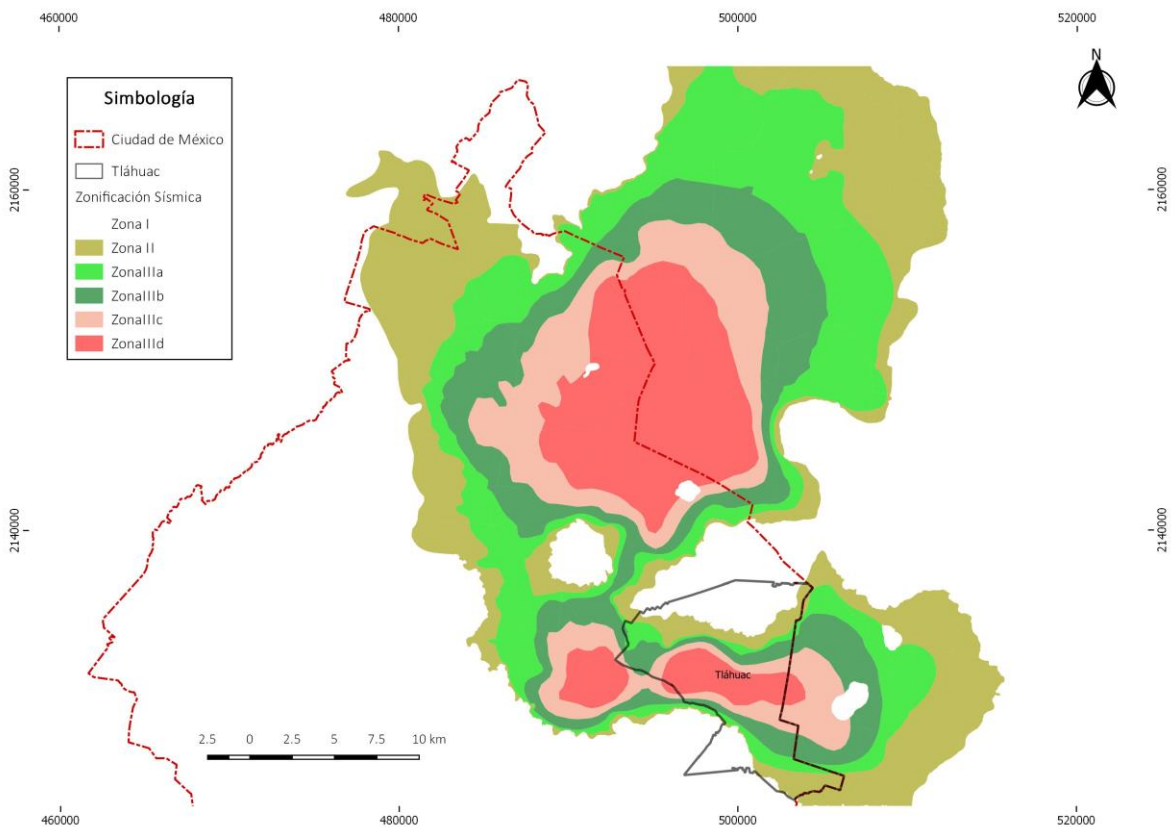 460000 480000 500000 520000
N
Simbología
Ciudad de México
Tláhuac
Zonificación Sísmica
Zona I
Zona II
ZonaIIIa
ZonaIIIb
ZonaIIIc
ZonaIIId
2160000 2160000
2140000 2140000
Tláhuac
2.5 0 2.5 5 7.5 10 km
460000 480000 500000 520000